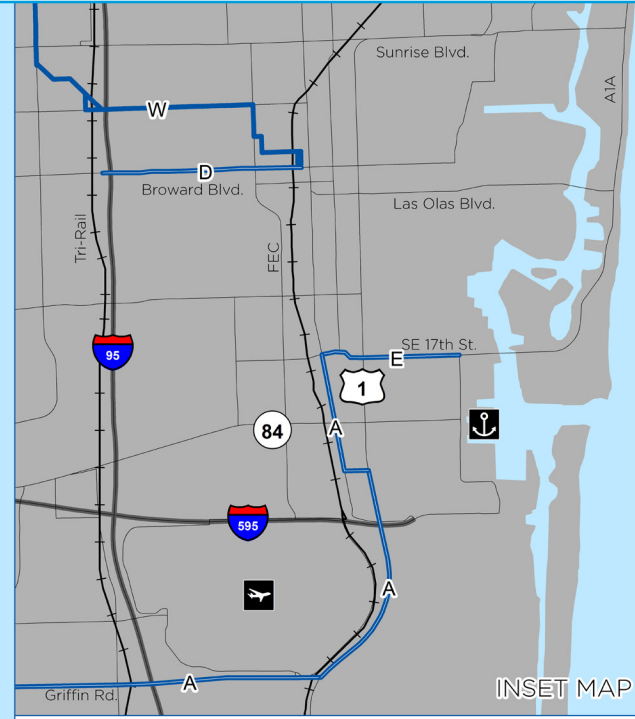 Sunrise Blvd.
A1A
W
D
Broward Blvd.
Las Olas Blvd.
Tri-Rail
FEC
SE 17th St.
E
95
1
84
A
595
A
A
Griffin Rd.
INSET MAP